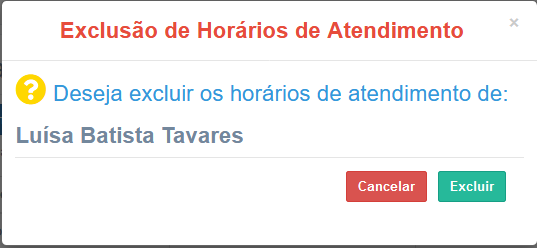 Exclusão de Horários de Atendimento
×
? Deseja excluir os horários de atendimento de:
Luísa Batista Tavares
Cancelar Excluir